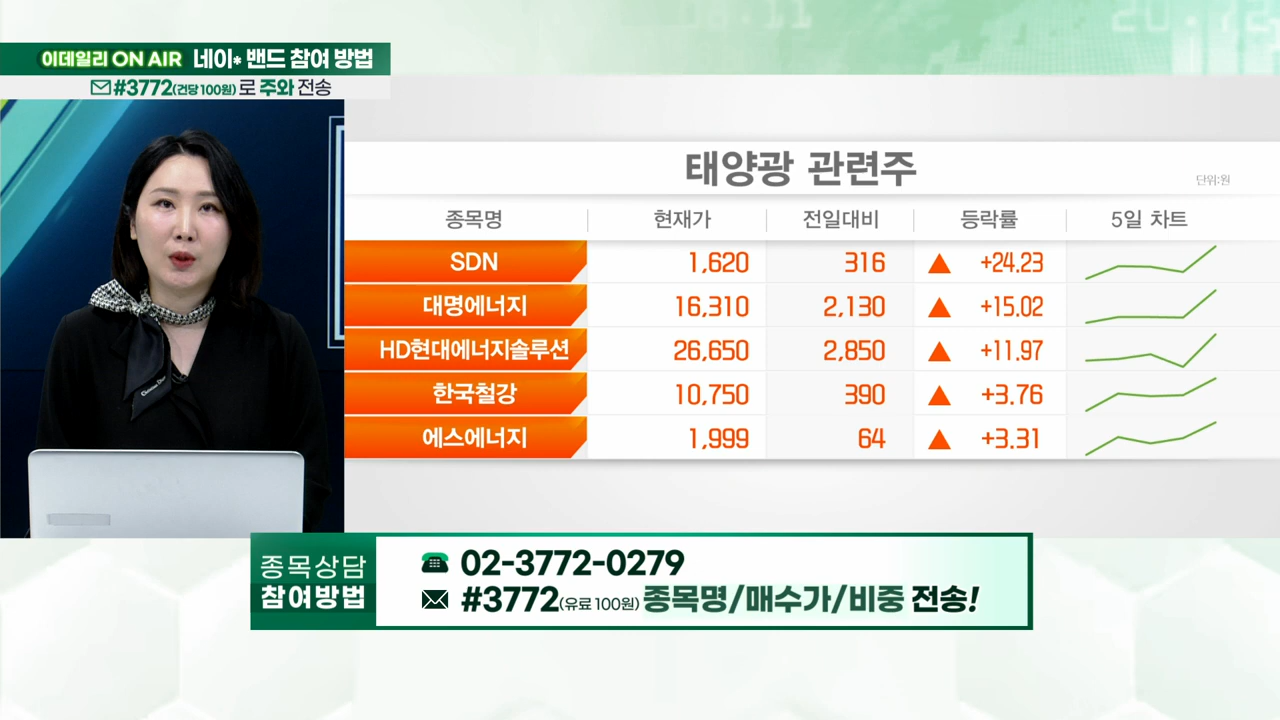 이데일리 ON AIR 네이* 밴드 참여 방법
#3772(건당 100원)로 주와 전송
태양광 관련주
단위:원
종목명 현재가 전일대비 등락률 5일 차트
SDN 1,620 316 ▲ +24.23
대명에너지 16,310 2,130 ▲ +15.02
HD현대에너지솔루션 26,650 2,850 ▲ +11.97
한국철강 10,750 390 ▲ +3.76
에스에너지 1,999 64 ▲ +3.31
Christian Dior
종목상담 참여방법
02-3772-0279
#3772(유료 100원) 종목명/매수가/비중 전송!